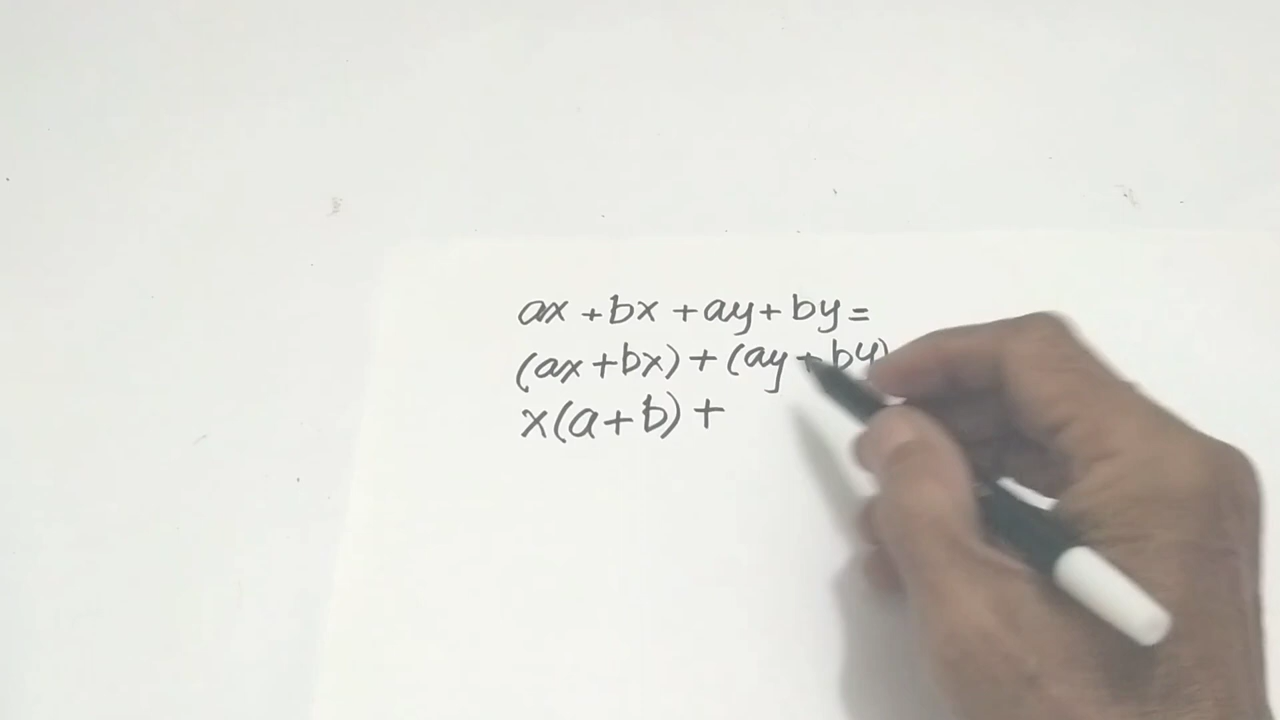 ax + bx + ay + by =
(ax + bx) + (ay + by)
x(a + b) +